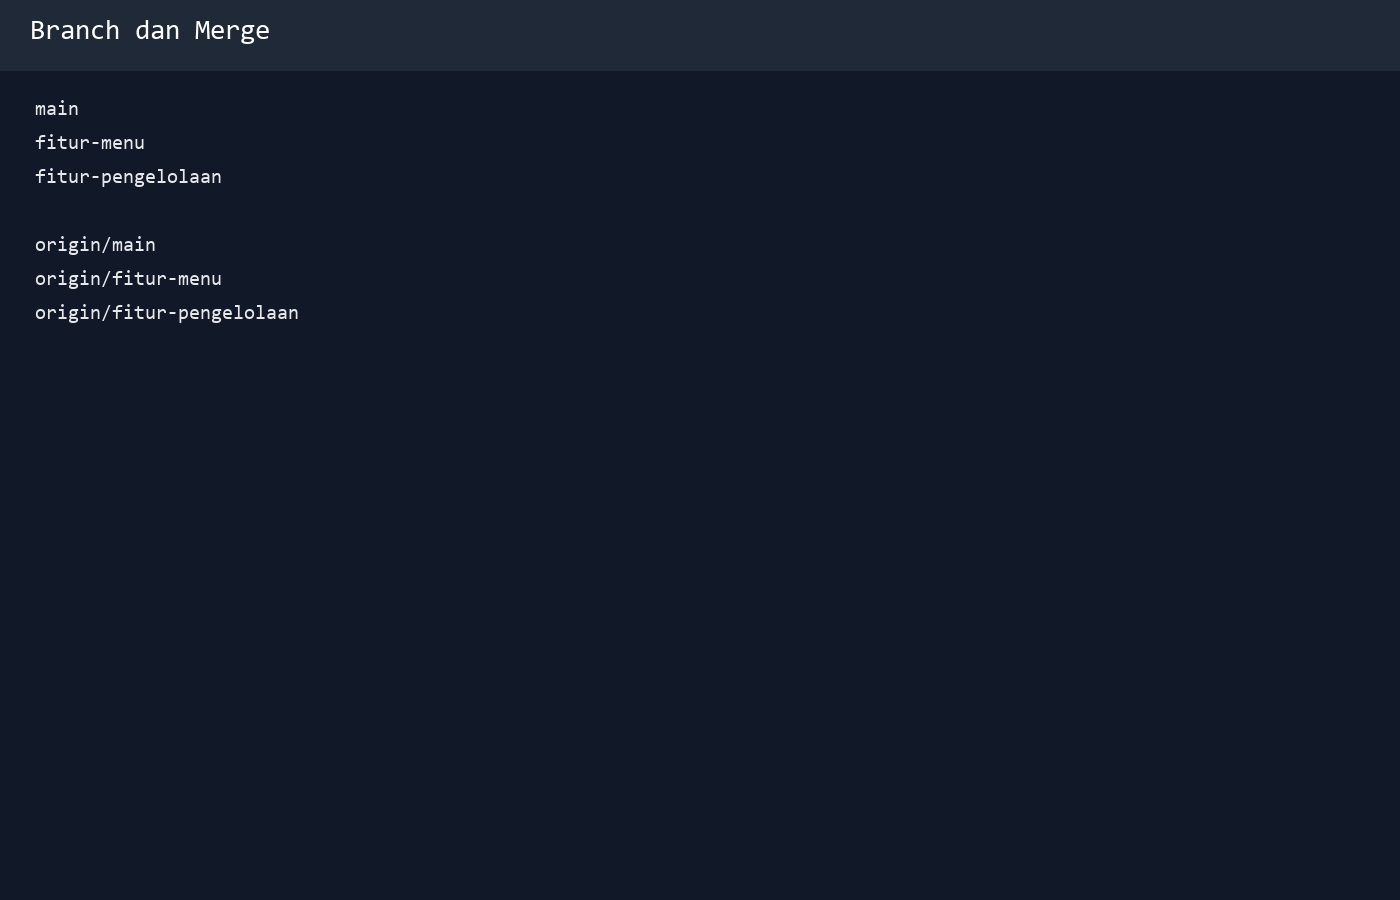 Branch dan Merge
main
fitur-menu
fitur-pengelolaan
origin/main
origin/fitur-menu
origin/fitur-pengelolaan